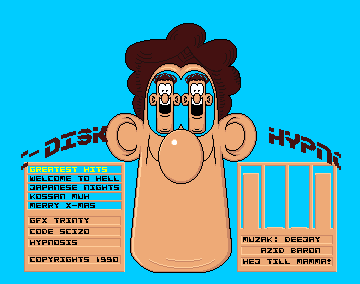 - DISK
HYPN
GREATEST HITS
WELCOME TO HELL
JAPANESE NIGHTS
KOSSAN MUH
MERRY X-MAS
GFX TRINTY
CODE SCIZO
HYPNOSIS
COPYRIGHTS 1990
MUZAK: DEEJAY
AZID BARON
HEJ TILL MAMMA!